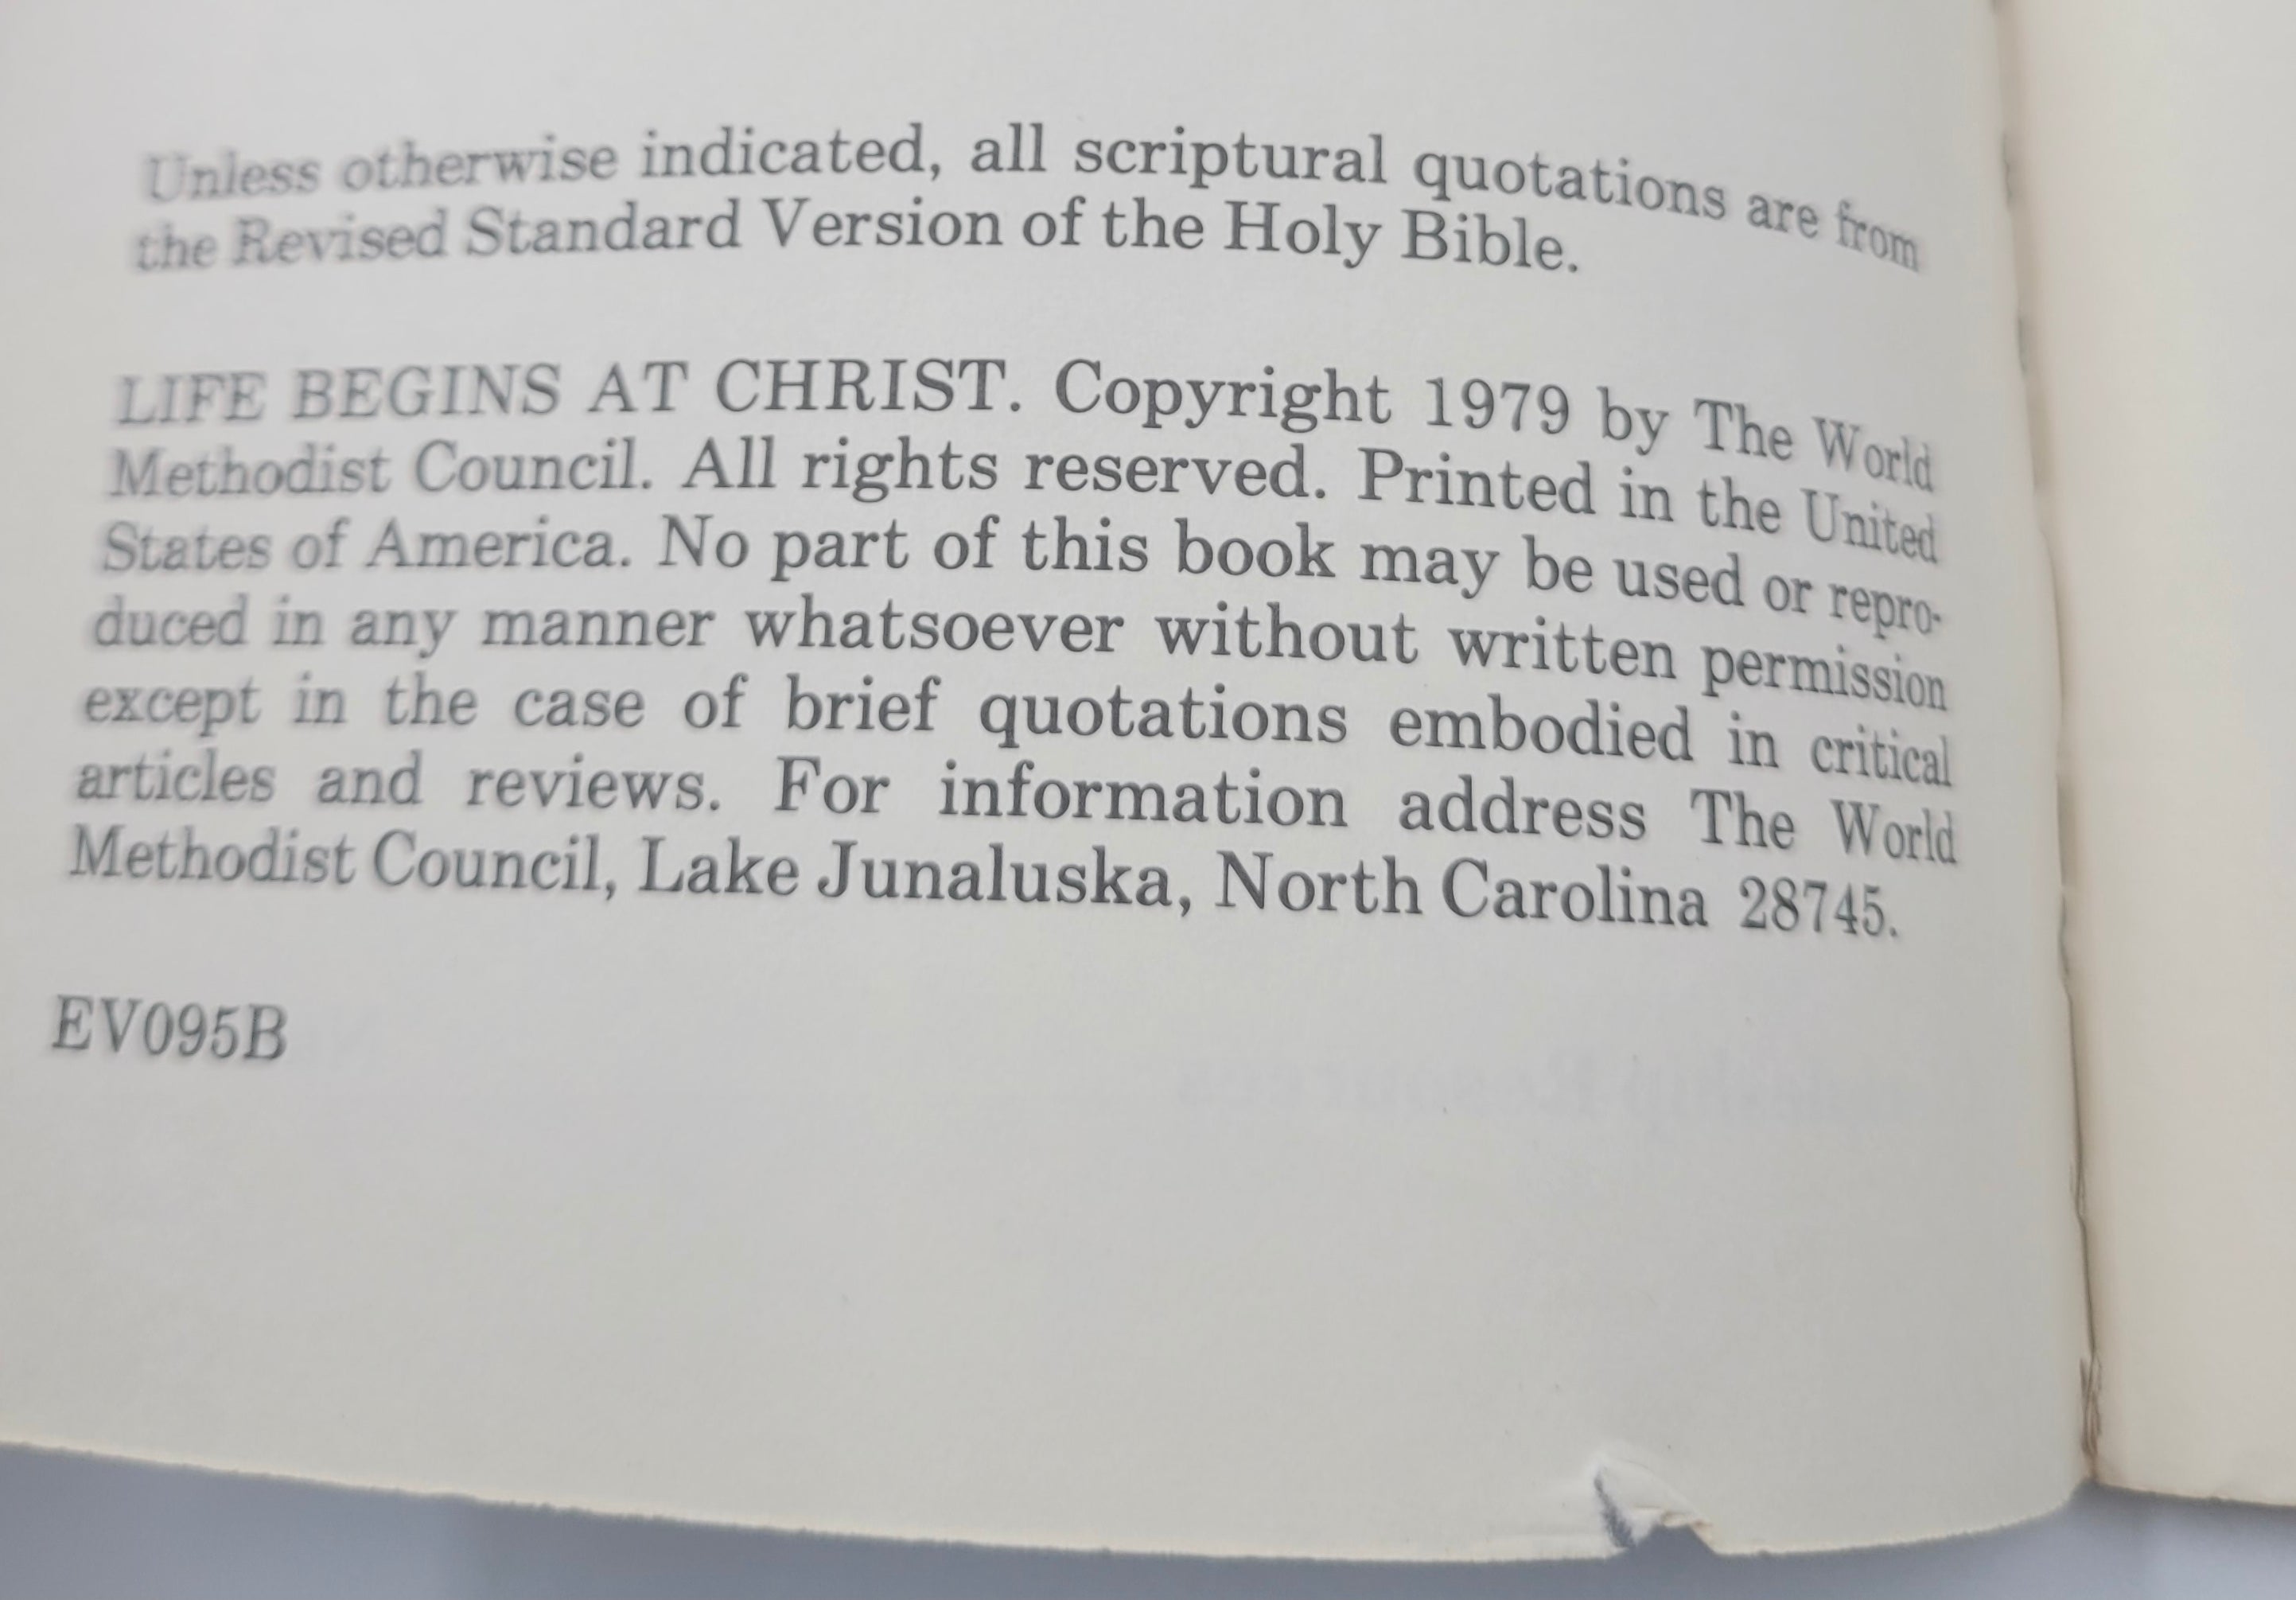 Unless otherwise indicated, all scriptural quotations are from
the Revised Standard Version of the Holy Bible.
LIFE BEGINS AT CHRIST. Copyright 1979 by The World
Methodist Council. All rights reserved. Printed in the United
States of America. No part of this book may be used or repro-
duced in any manner whatsoever without written permission
except in the case of brief quotations embodied in critical
articles and reviews. For information address The World
Methodist Council, Lake Junaluska, North Carolina 28745.
EV095B